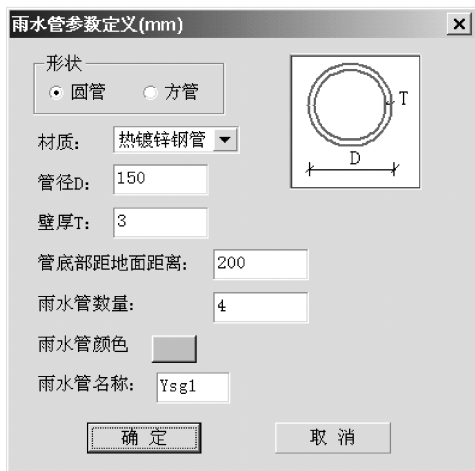 雨水管参数定义(mm)
形状
圆管 方管
T
D
材质： 热镀锌钢管
管径D： 150
壁厚T： 3
管底部距地面距离： 200
雨水管数量： 4
雨水管颜色
雨水管名称： Ysg1
确 定 取 消